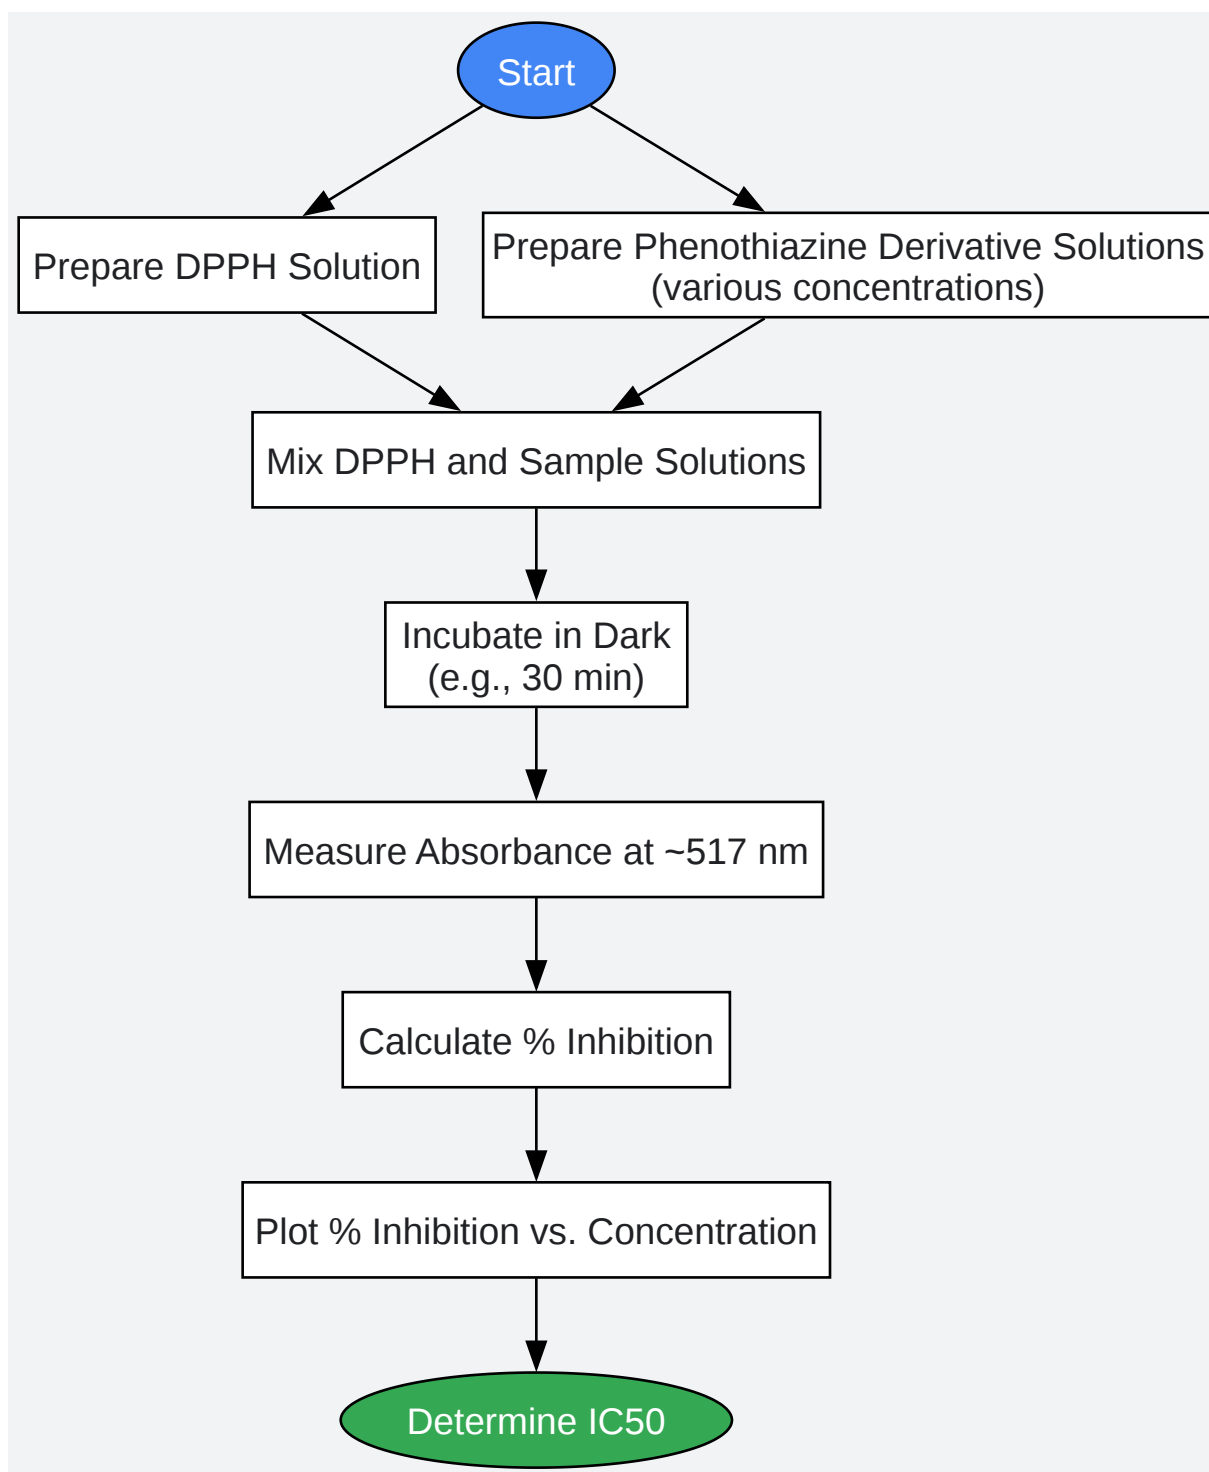 Start
Prepare DPPH Solution
Prepare Phenothiazine Derivative Solutions
(various concentrations)
Mix DPPH and Sample Solutions
Incubate in Dark
(e.g., 30 min)
Measure Absorbance at ~517 nm
Calculate % Inhibition
Plot % Inhibition vs. Concentration
Determine IC50